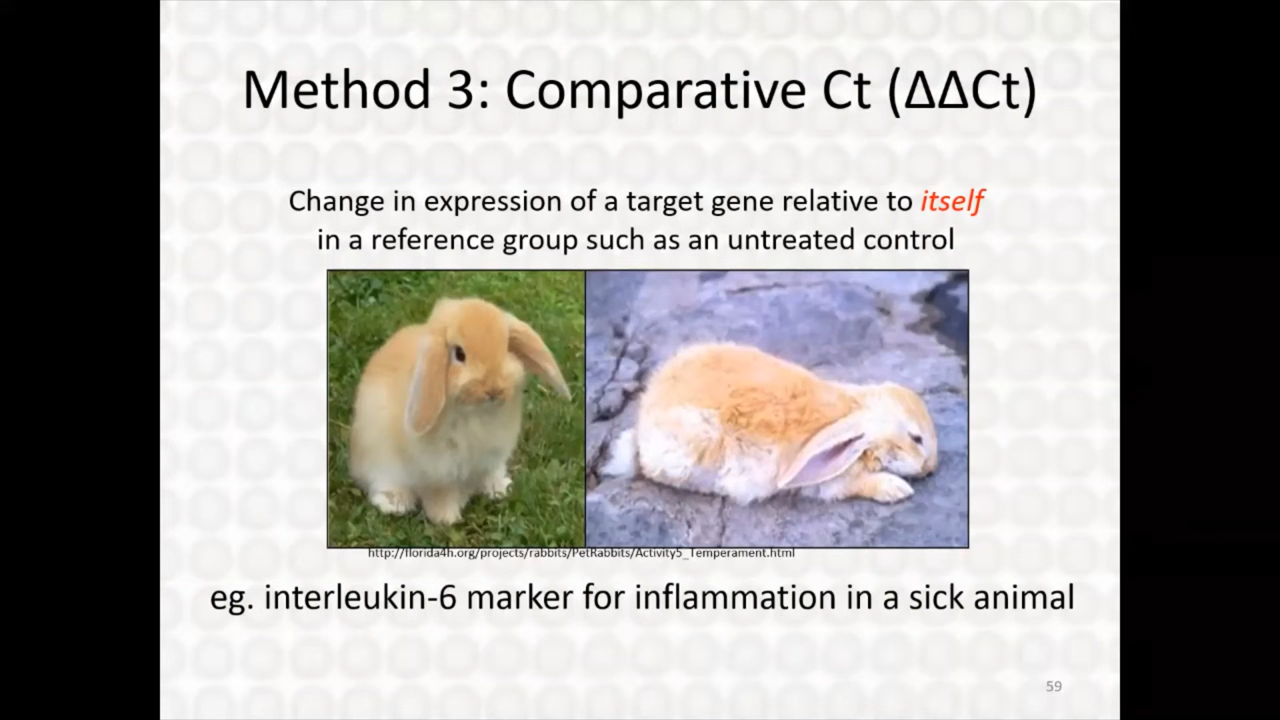 Method 3: Comparative Ct (ΔΔCt)
Change in expression of a target gene relative to itself
in a reference group such as an untreated control
http://florida4h.org/projects/rabbits/PetRabbits/Activity5_Temperament.html
eg. interleukin-6 marker for inflammation in a sick animal
59